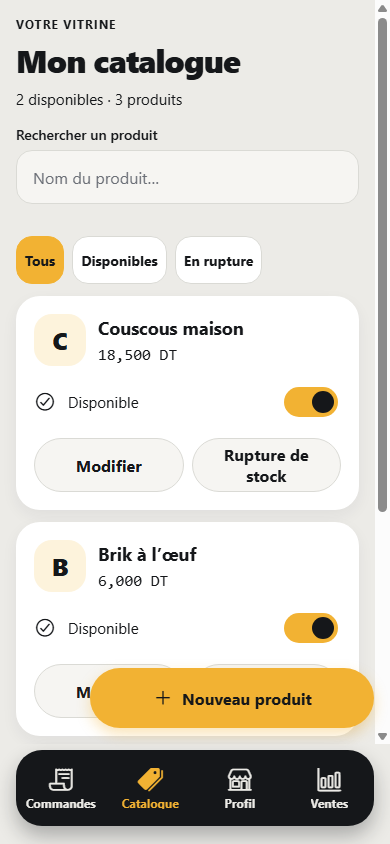 VOTRE VITRINE
Mon catalogue
2 disponibles · 3 produits
Rechercher un produit
Nom du produit...
Tous
Disponibles
En rupture
C
Couscous maison
18,500 DT
Disponible
Modifier
Rupture de
stock
B
Brik à l'œuf
6,000 DT
Disponible
Nouveau produit
Commandes
Catalogue
Profil
Ventes